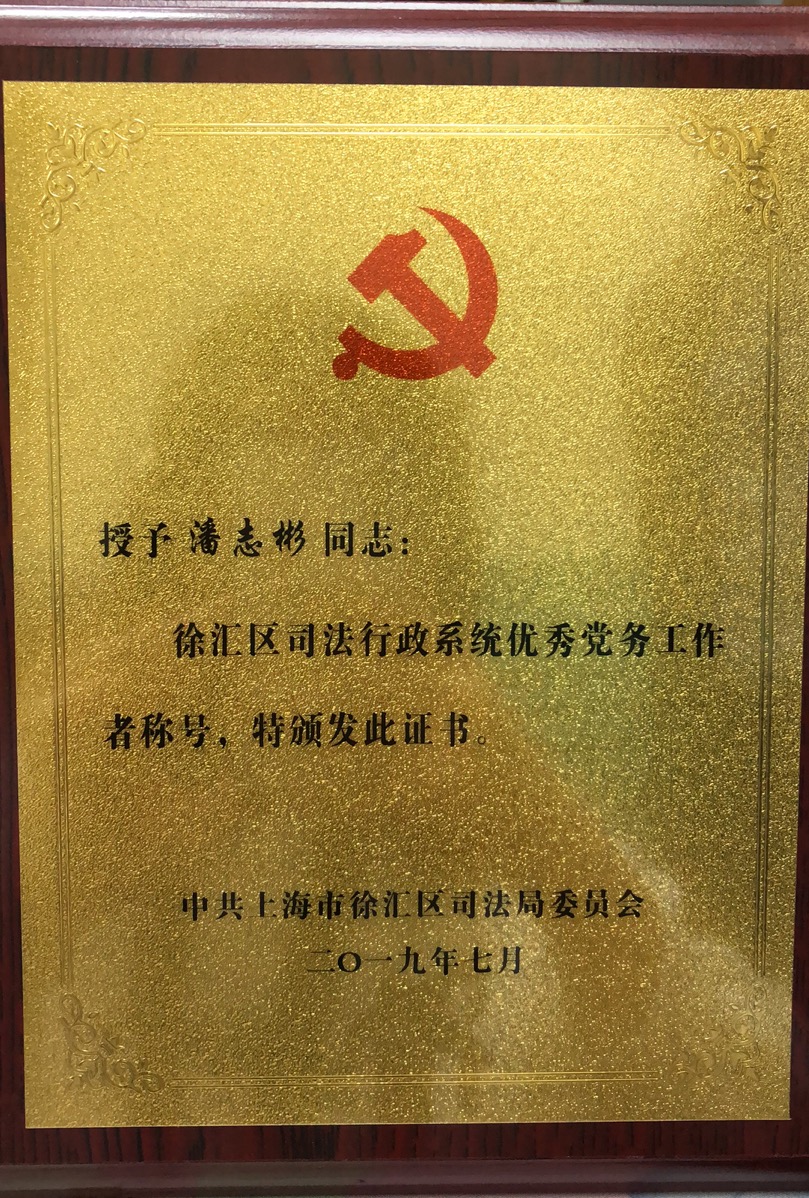 授予 潘志彬 同志：
徐汇区司法行政系统优秀党务工作
者称号，特颁发此证书。
中共上海市徐汇区司法局委员会
二〇一九年七月